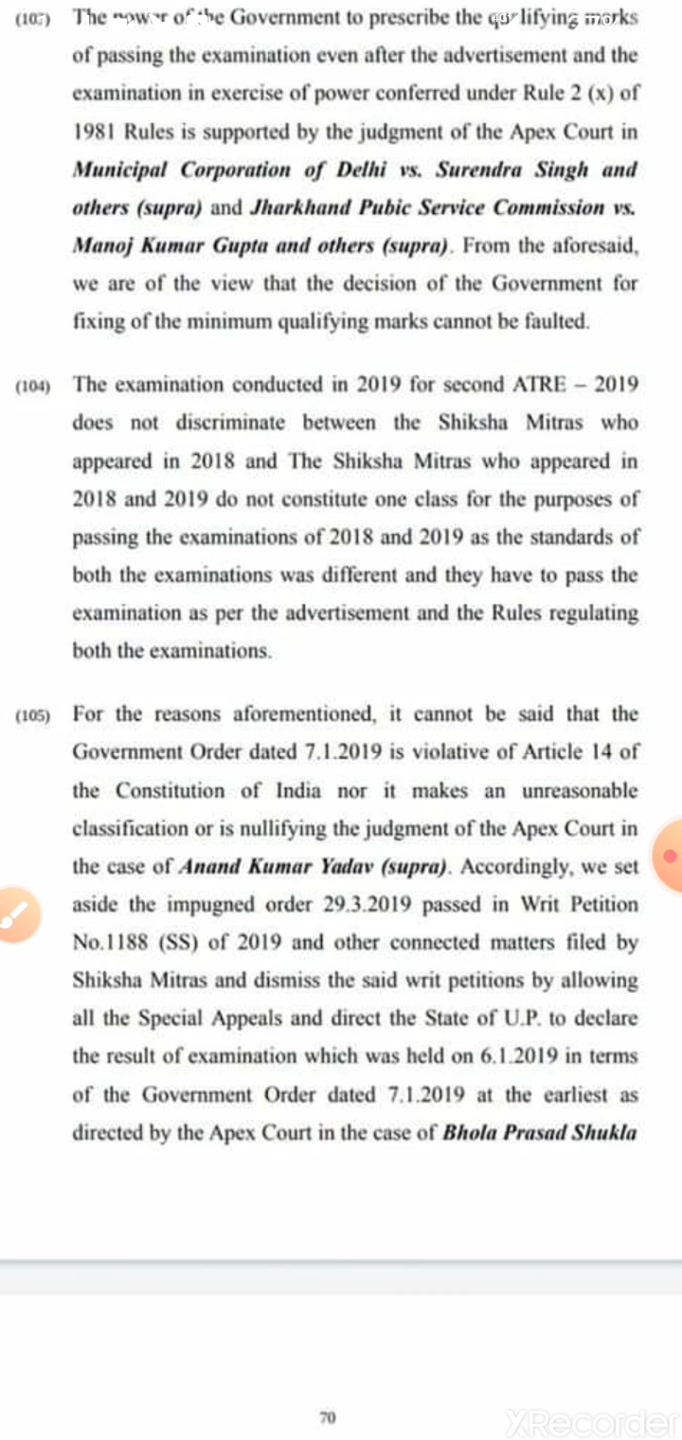 (103) The power of the Government to prescribe the qualifying marks
of passing the examination even after the advertisement and the
examination in exercise of power conferred under Rule 2 (x) of
1981 Rules is supported by the judgment of the Apex Court in
Municipal Corporation of Delhi vs. Surendra Singh and
others (supra) and Jharkhand Pubic Service Commission vs.
Manoj Kumar Gupta and others (supra). From the aforesaid,
we are of the view that the decision of the Government for
fixing of the minimum qualifying marks cannot be faulted.
(104) The examination conducted in 2019 for second ATRE – 2019
does not discriminate between the Shiksha Mitras who
appeared in 2018 and The Shiksha Mitras who appeared in
2018 and 2019 do not constitute one class for the purposes of
passing the examinations of 2018 and 2019 as the standards of
both the examinations was different and they have to pass the
examination as per the advertisement and the Rules regulating
both the examinations.
(105) For the reasons aforementioned, it cannot be said that the
Government Order dated 7.1.2019 is violative of Article 14 of
the Constitution of India nor it makes an unreasonable
classification or is nullifying the judgment of the Apex Court in
the case of Anand Kumar Yadav (supra). Accordingly, we set
aside the impugned order 29.3.2019 passed in Writ Petition
No.1188 (SS) of 2019 and other connected matters filed by
Shiksha Mitras and dismiss the said writ petitions by allowing
all the Special Appeals and direct the State of U.P. to declare
the result of examination which was held on 6.1.2019 in terms
of the Government Order dated 7.1.2019 at the earliest as
directed by the Apex Court in the case of Bhola Prasad Shukla
70
XRecorder